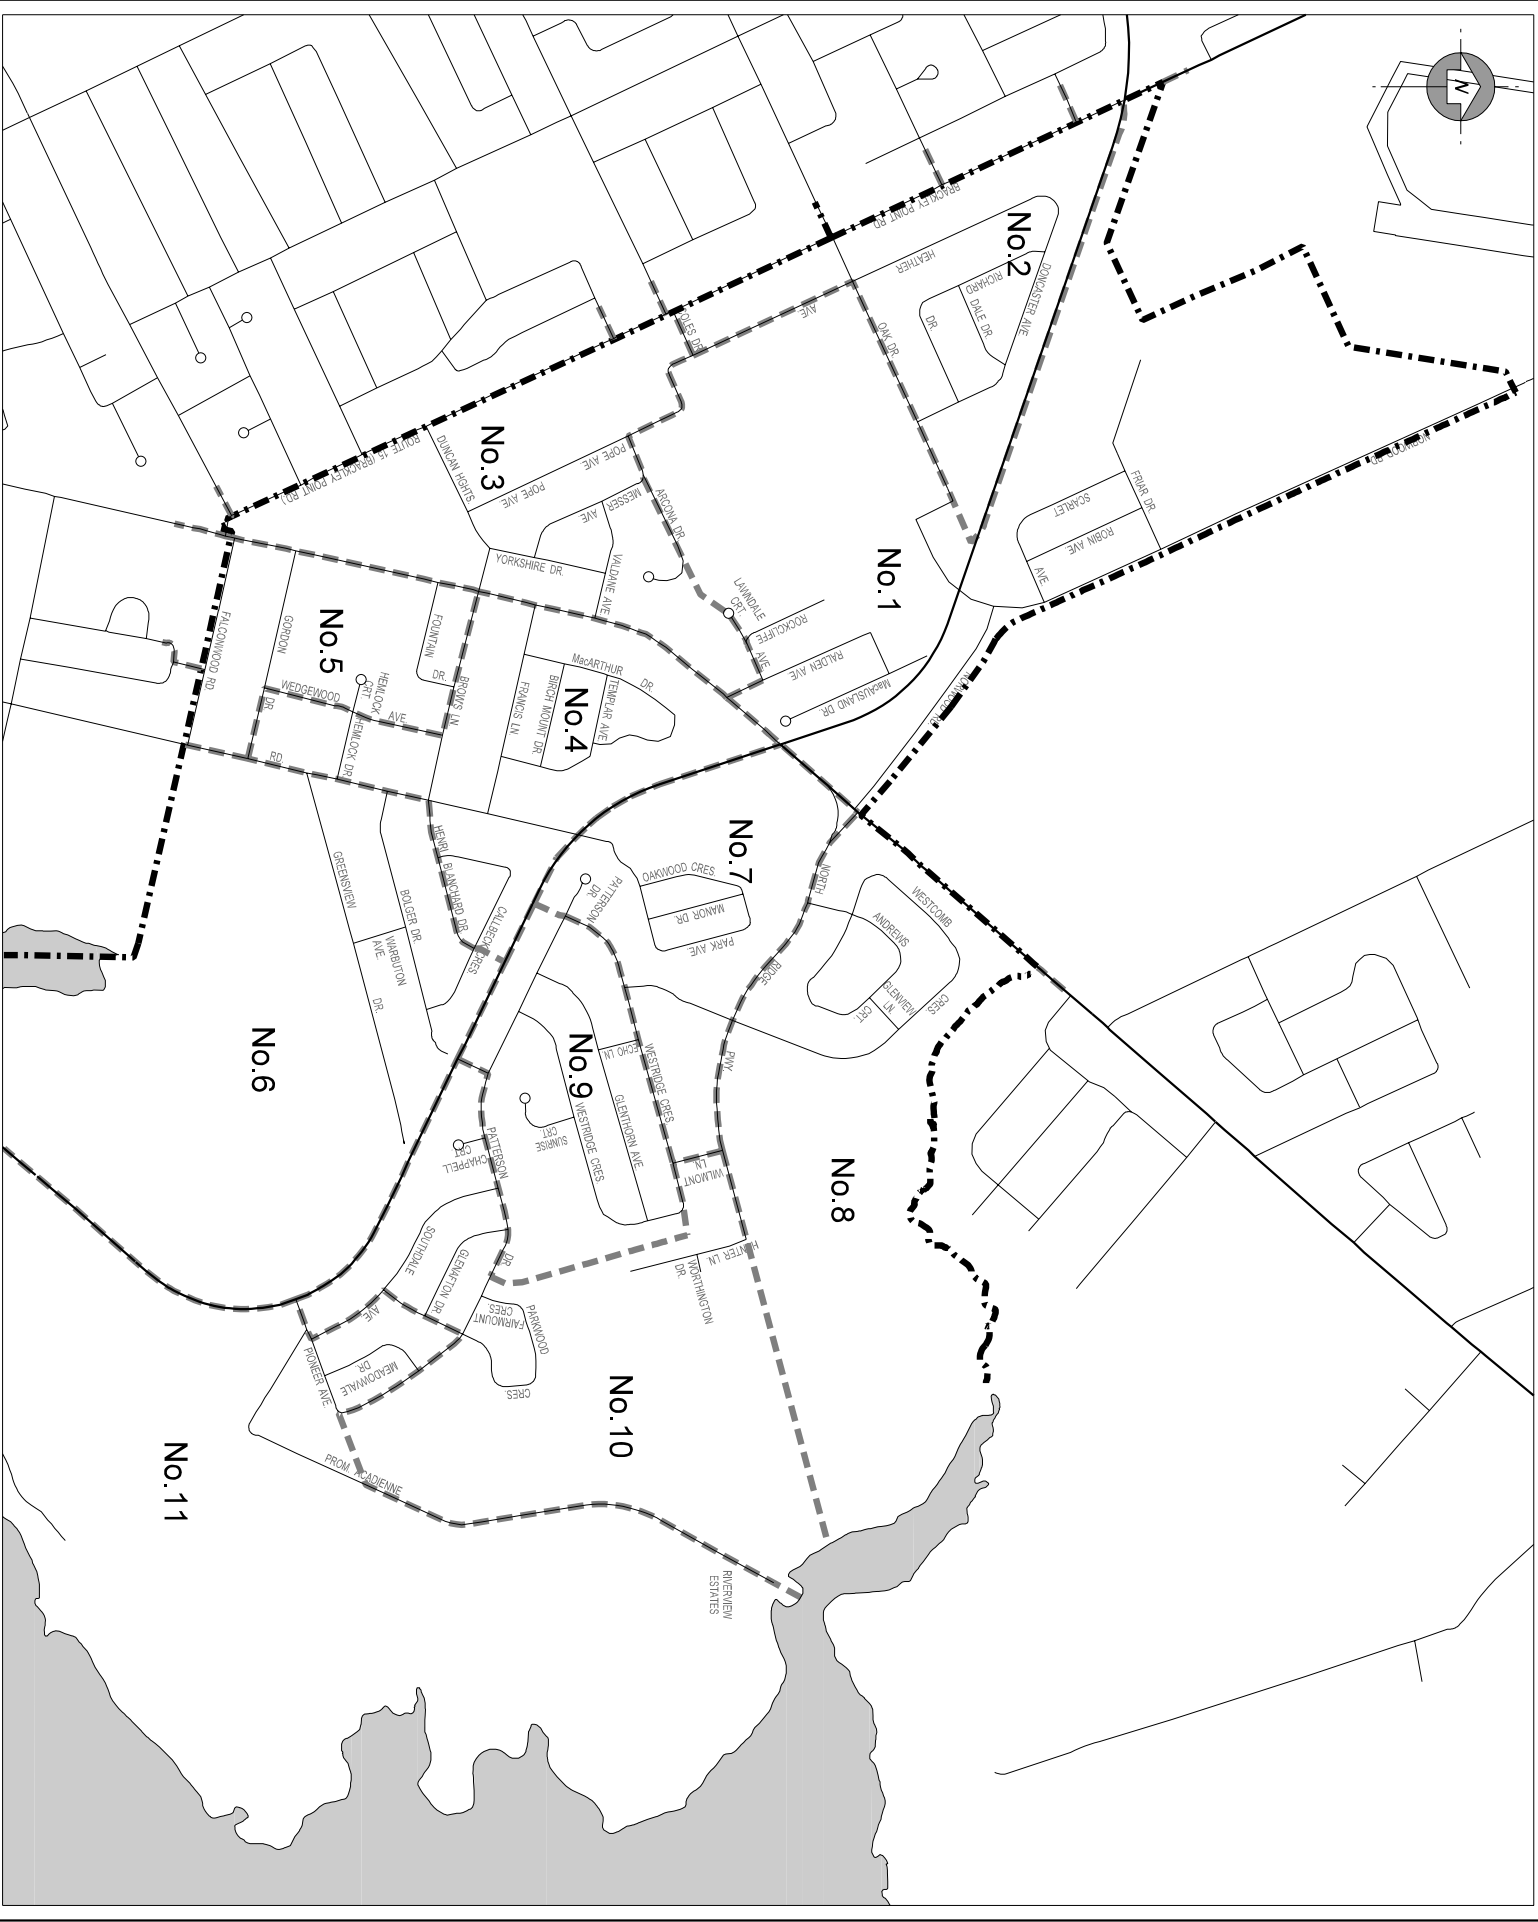 N
BRACKLEY POINT RD
No.2
HEATHER
AVE
RICHARD
DALE DR.
DR.
DONCASTER AVE
OAK DR.
NORWOOD RD
ROUTE 15 (BRACKLEY POINT RD.)
DUNCAN HGHTS
No.3
POPE AVE
POPE AVE
MESSER
AVE
ARCONA DR.
YORKSHIRE DR.
VALDANE AVE
LAWNDALE
CRT
ROCKCLIFFE
AVE
RALDEN AVE
MacAUSLAND DR.
No.1
SCARLET
ROBIN AVE
AVE
FRIAR DR.
FALCONWOOD RD
GORDON
DR.
No.5
WEDGEWOOD
AVE
FOUNTAIN
DR.
HEMLOCK
CRT.
HEMLOCK DR.
BROWS LN
RD
MacARTHUR
DR.
FRANCIS LN
BIRCH MOUNT DR.
No.4
TEMPLAR AVE
No.7
OAKWOOD CRES.
MANOR DR.
PARK AVE
PATTERSON
DR.
NORTH
RIDGE
PWY
WESTCOMB
CRES.
ANDREWS
CRT
GLENVIEW
LN
HENRI BLANCHARD DR.
CALLBECK
CRES.
GREENSVIEW
DR.
BOLGER DR.
WARBUTON
AVE.
No.6
No.9
ECHO LN
WESTRIDGE CRES
GLENTHORN AVE
WESTRIDGE CRES
SUNRISE
CRT
CHAPPELL
CRT
PATTERSON
DR.
WILMONT
LN
No.8
HUNTER LN
WORTHINGTON
DR.
SOUTHDALE
AVE
GLENAFTON DR.
FAIRMOUNT
CRES.
PARKWOOD
CRES.
PIONEER AVE.
MEADOWVALE
DR.
No.10
PROM ACADIENNE
No.11
RIVERVIEW
ESTATES